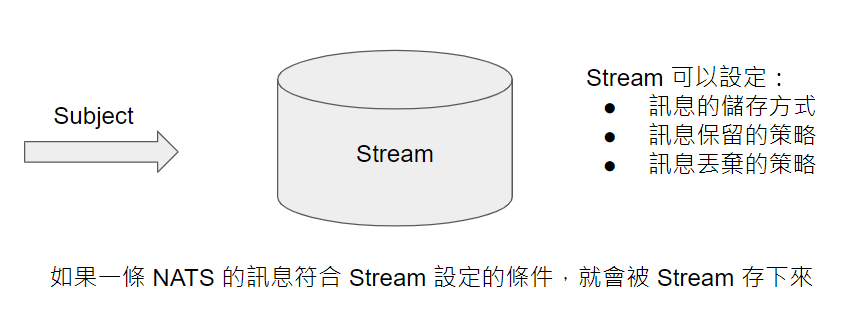 Subject
Stream
Stream 可以設定：
● 訊息的儲存方式
● 訊息保留的策略
● 訊息丟棄的策略
如果一條 NATS 的訊息符合 Stream 設定的條件，就會被 Stream 存下來